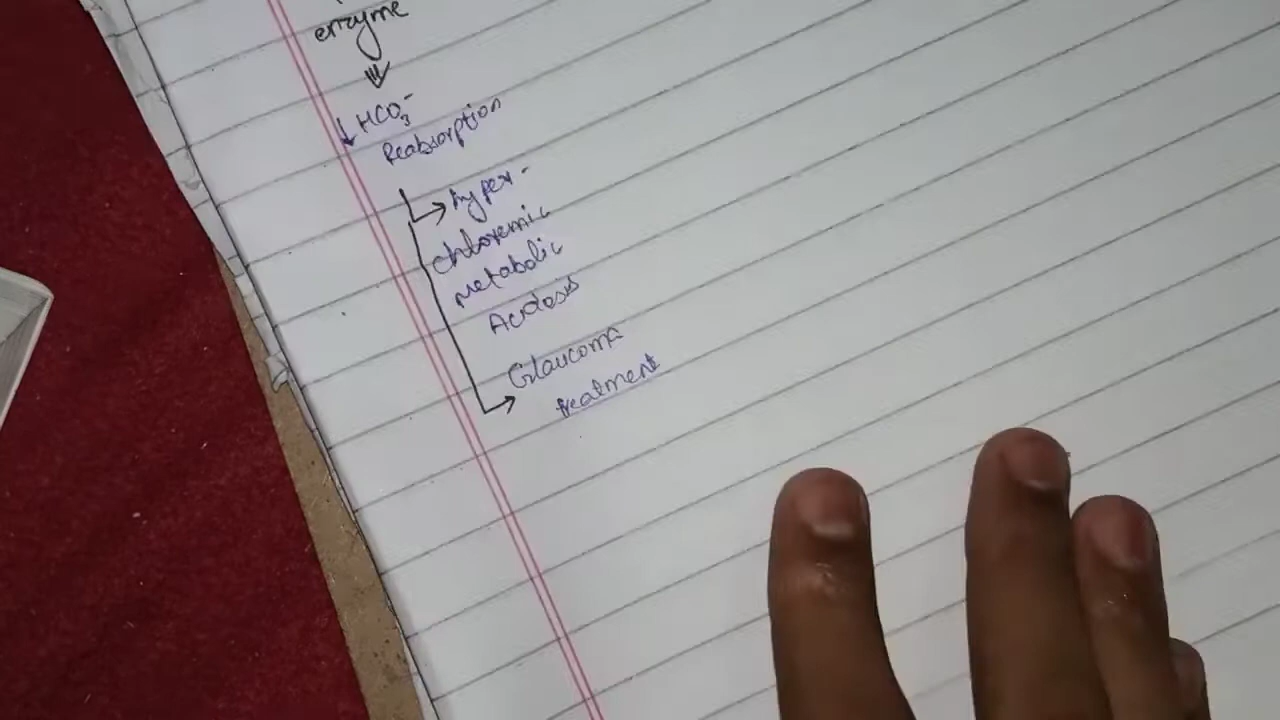 enzyme
↓ HCO3-
Reabsorption
hyper-
chloremic
metabolic
Acidosis
Glaucoma
treatment